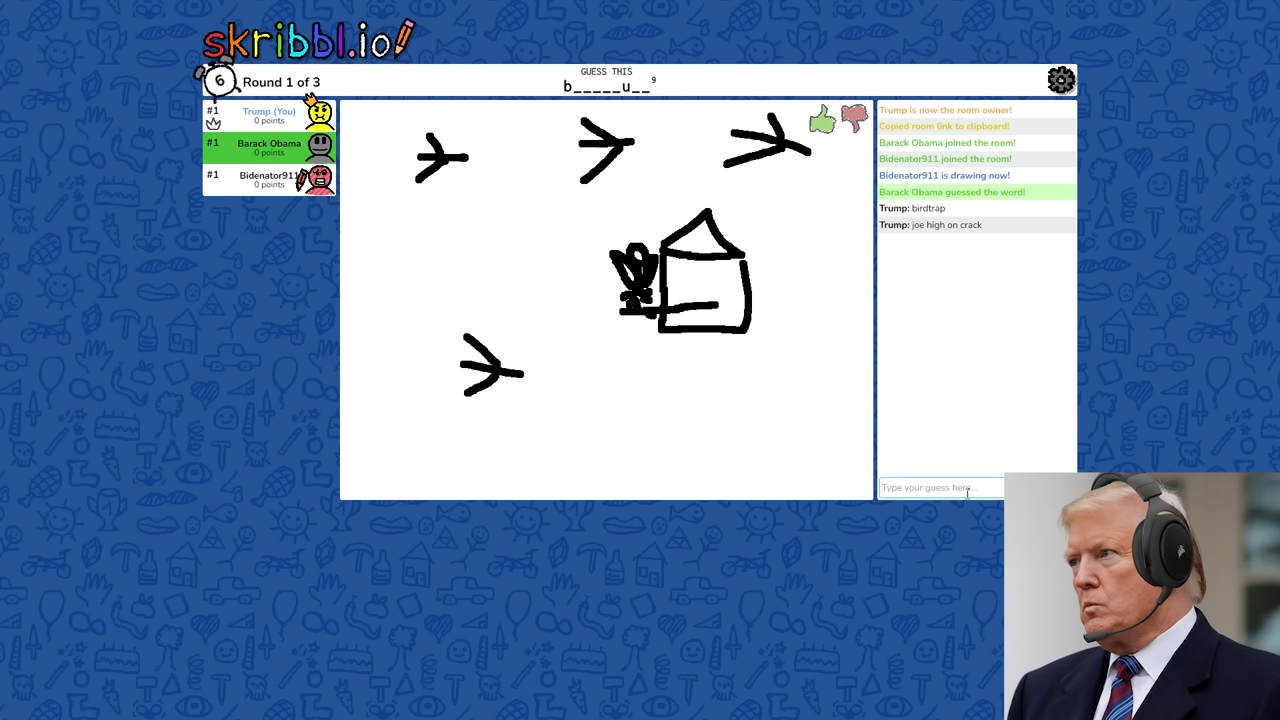 skribbl.io
6
Round 1 of 3
GUESS THIS
b_____u__ 9
#1
Trump (You)
0 points
#1
Barack Obama
0 points
#1
Bidenator911
0 points
Trump is now the room owner!
Copied room link to clipboard!
Barack Obama joined the room!
Bidenator911 joined the room!
Bidenator911 is drawing now!
Barack Obama guessed the word!
Trump: birdtrap
Trump: joe high on crack
Type your guess here...